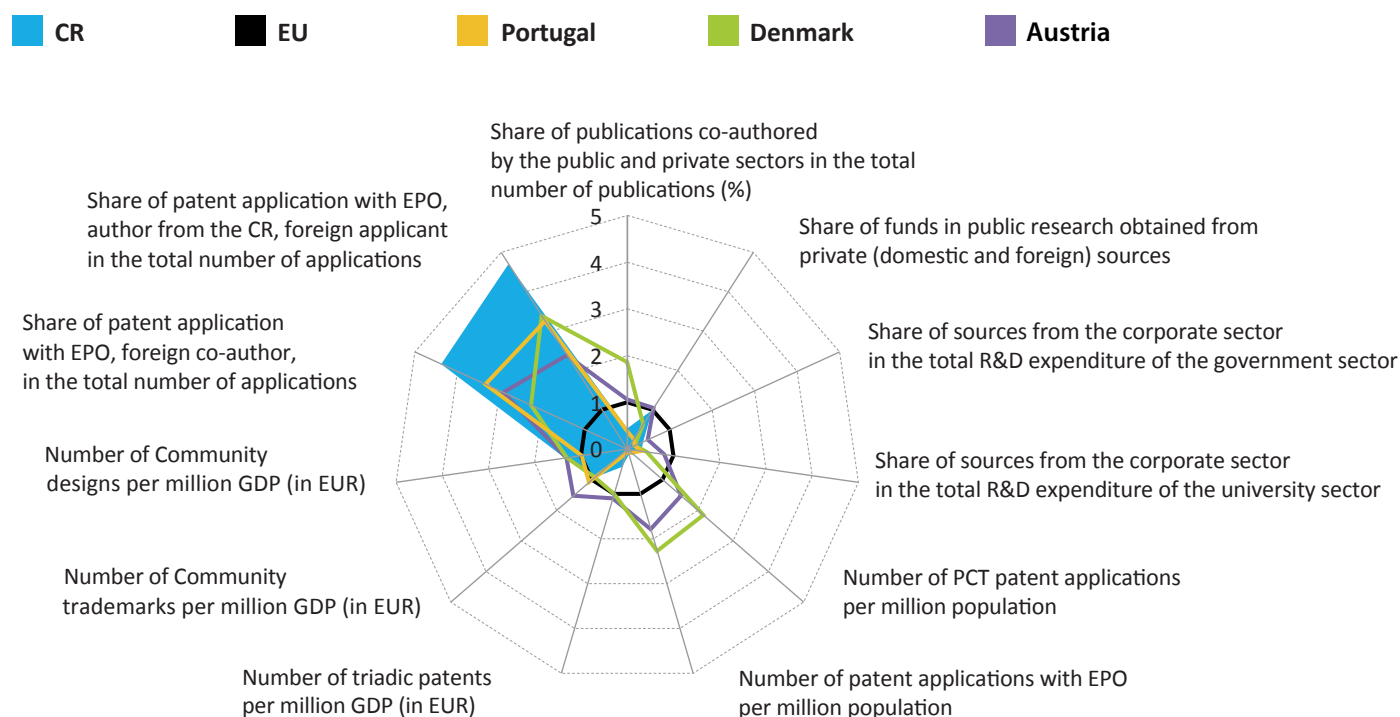 CR
EU
Portugal
Denmark
Austria
Share of publications co-authored
by the public and private sectors in the total
number of publications (%)
Share of patent application with EPO,
author from the CR, foreign applicant
in the total number of applications
Share of funds in public research obtained from
private (domestic and foreign) sources
Share of patent application
with EPO, foreign co-author,
in the total number of applications
Share of sources from the corporate sector
in the total R&D expenditure of the government sector
Number of Community
designs per million GDP (in EUR)
Share of sources from the corporate sector
in the total R&D expenditure of the university sector
Number of Community
trademarks per million GDP (in EUR)
Number of PCT patent applications
per million population
Number of triadic patents
per million GDP (in EUR)
Number of patent applications with EPO
per million population
5
4
3
2
1
0